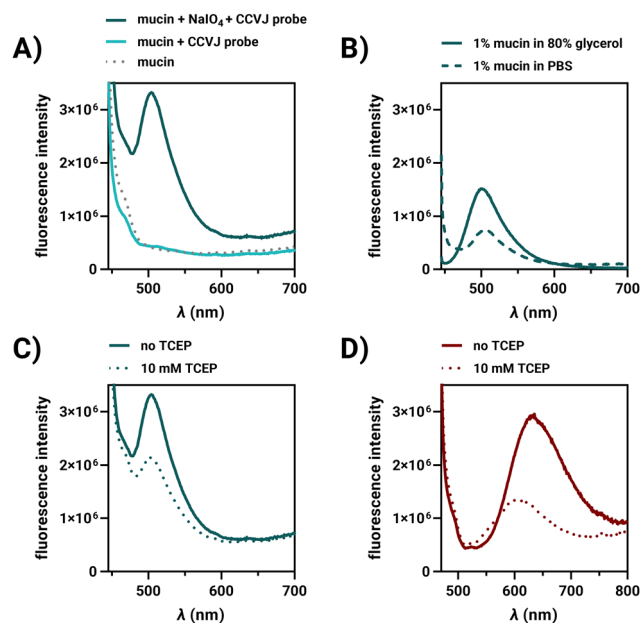 A)
mucin + NaIO₄ + CCVJ probe
mucin + CCVJ probe
mucin
fluorescence intensity
3×10⁶
2×10⁶
1×10⁶
0
500
600
700
λ (nm)
B)
1% mucin in 80% glycerol
1% mucin in PBS
fluorescence intensity
3×10⁶
2×10⁶
1×10⁶
0
500
600
700
λ (nm)
C)
no TCEP
10 mM TCEP
fluorescence intensity
3×10⁶
2×10⁶
1×10⁶
0
500
600
700
λ (nm)
D)
no TCEP
10 mM TCEP
fluorescence intensity
3×10⁶
2×10⁶
1×10⁶
0
500
600
700
800
λ (nm)